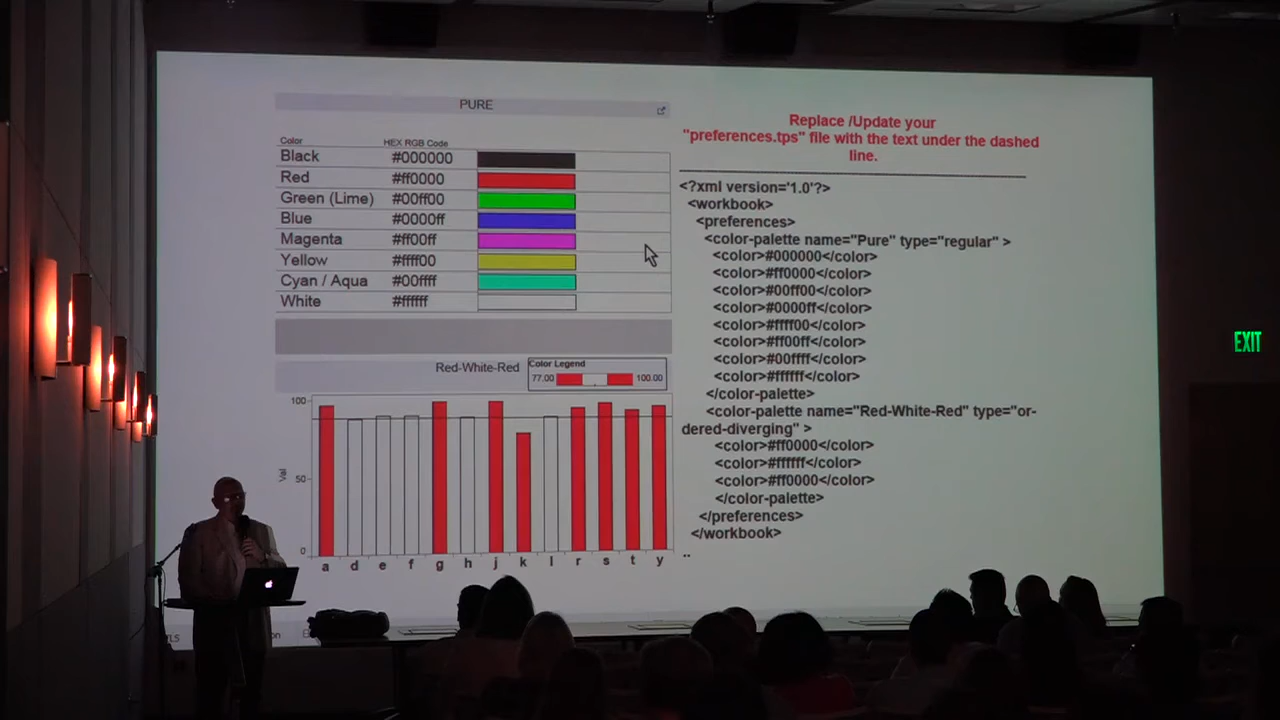 PURE
Color HEX RGB Code
Black #000000
Red #ff0000
Green (Lime) #00ff00
Blue #0000ff
Magenta #ff00ff
Yellow #ffff00
Cyan / Aqua #00ffff
White #ffffff
Red-White-Red
Color Legend
77.00 100.00
100
50
0
Val
a d e f g h j k l r s t y
Replace /Update your
"preferences.tps" file with the text under the dashed
line.
<?xml version='1.0'?>
<workbook>
<preferences>
<color-palette name="Pure" type="regular" >
<color>#000000</color>
<color>#ff0000</color>
<color>#00ff00</color>
<color>#0000ff</color>
<color>#ffff00</color>
<color>#ff00ff</color>
<color>#00ffff</color>
<color>#ffffff</color>
</color-palette>
<color-palette name="Red-White-Red" type="or-
dered-diverging" >
<color>#ff0000</color>
<color>#ffffff</color>
<color>#ff0000</color>
</color-palette>
</preferences>
</workbook>
..
EXIT